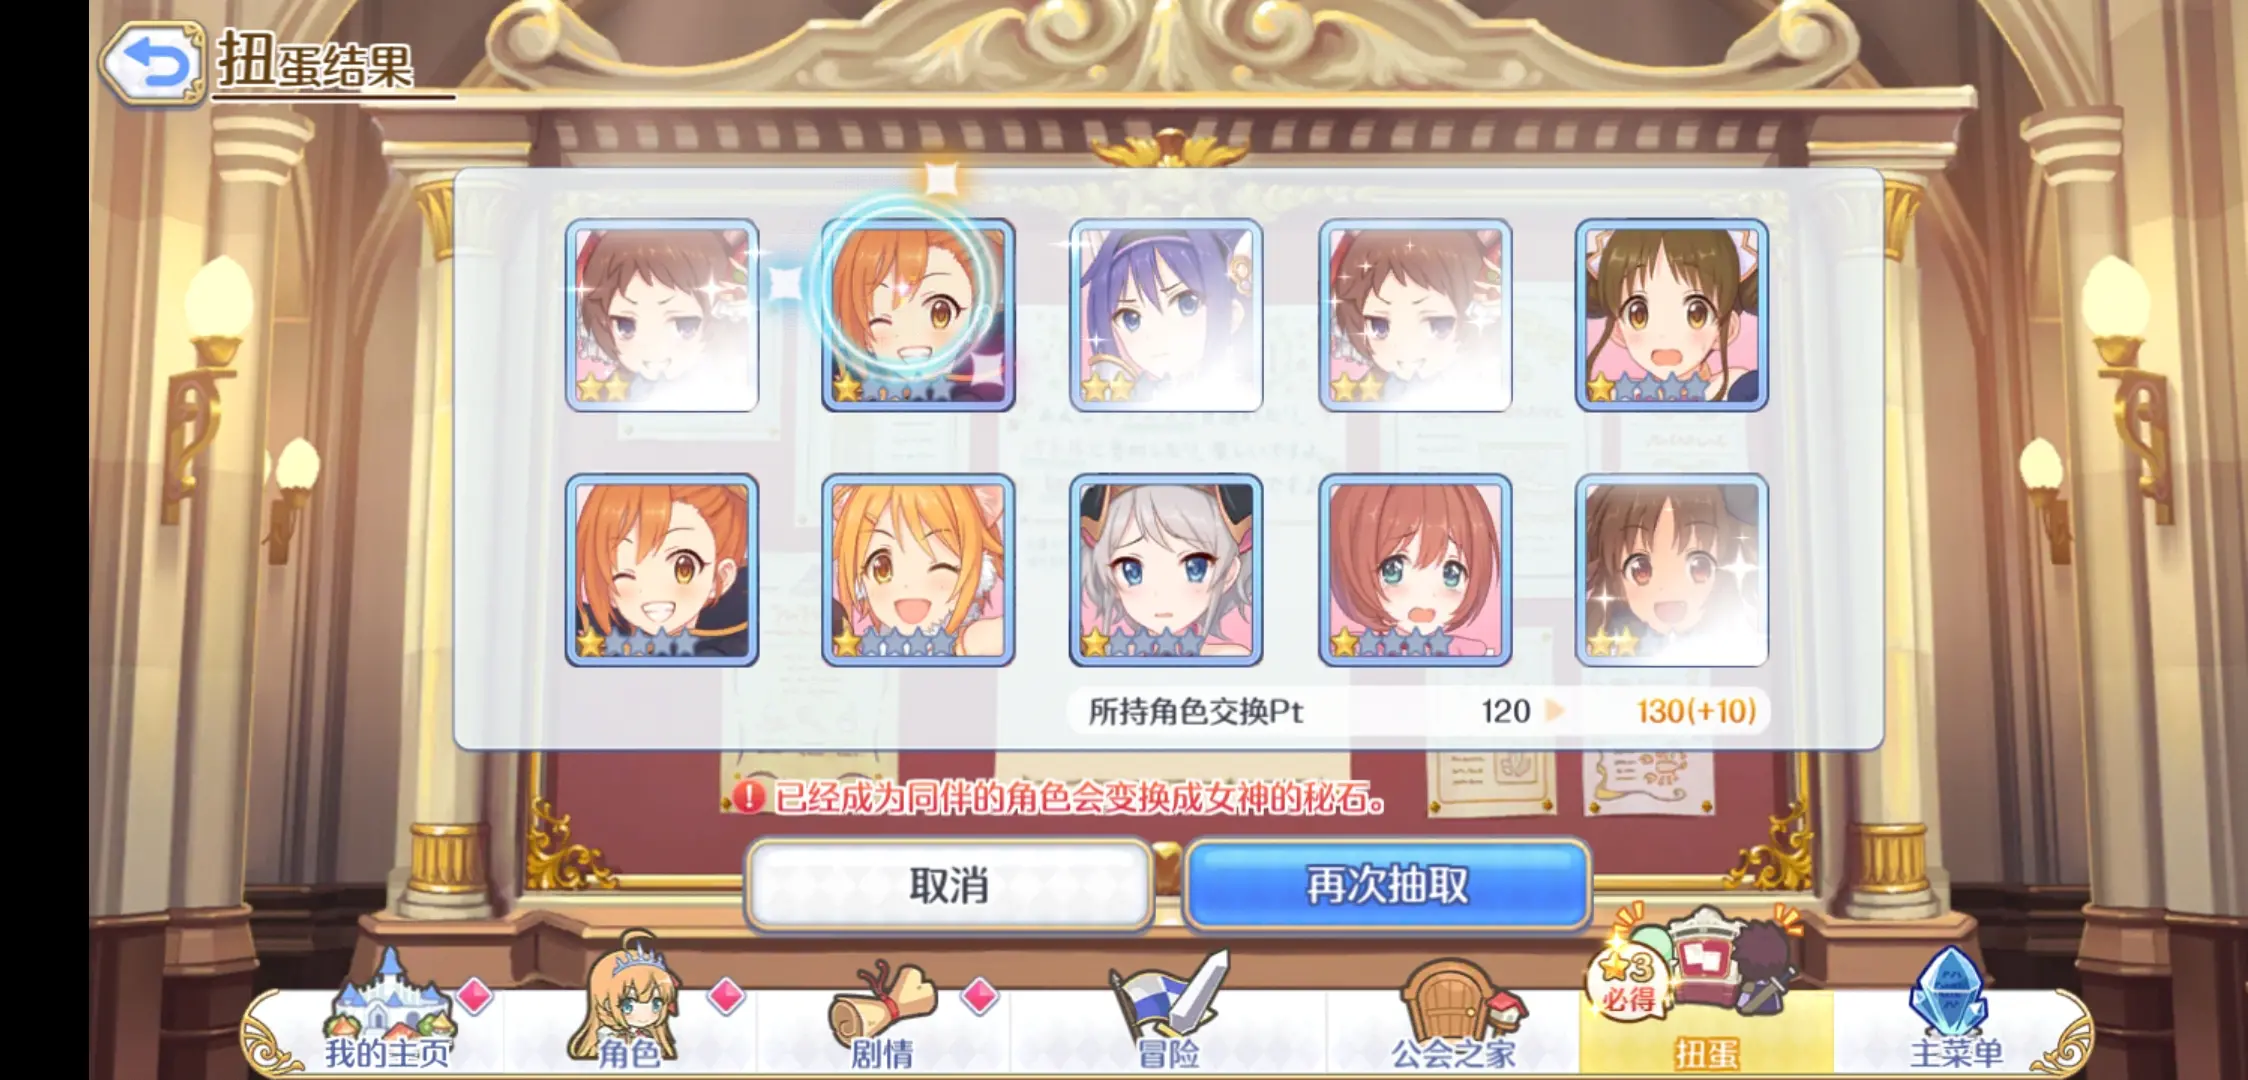 扭蛋结果
所持角色交换Pt 120 130(+10)
已经成为同伴的角色会变换成女神的秘石。
取消
再次抽取
3
必得
我的主页
角色
剧情
冒险
公会之家
扭蛋
主菜单